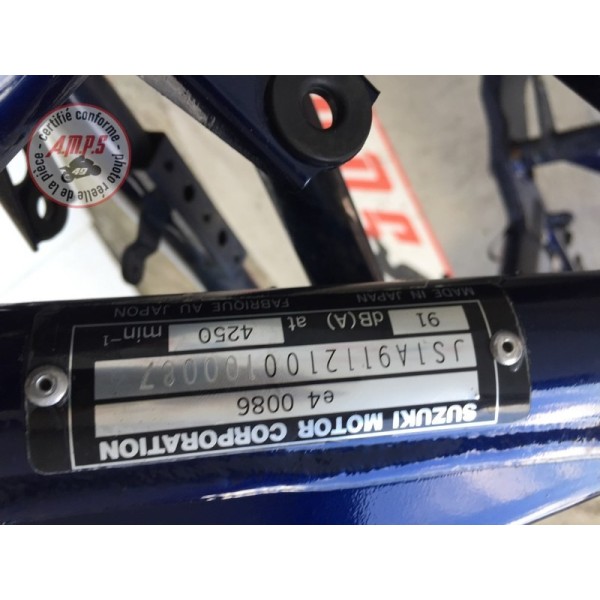 SUZUKI MOTOR CORPORATION
e4 0086
JS1A9112100100087
91 dB(A) at 4250 min⁻¹
MADE IN JAPAN FABRIQUE AU JAPON
certifié conforme
A.M.P.S
49
photo réelle de la pièce